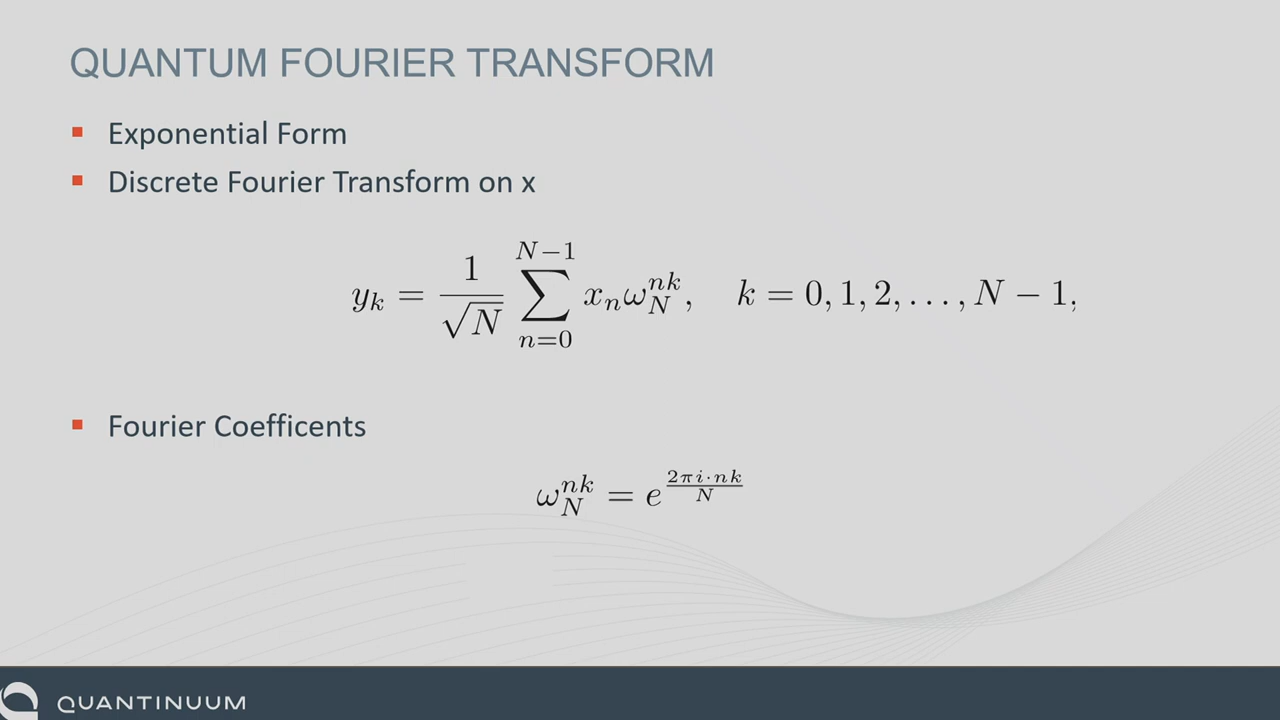 QUANTUM FOURIER TRANSFORM
Exponential Form
Discrete Fourier Transform on x
y_k = \frac{1}{\sqrt{N}} \sum_{n=0}^{N-1} x_n \omega_N^{nk}, \quad k = 0, 1, 2, \ldots, N - 1,
Fourier Coefficents
\omega_N^{nk} = e^{\frac{2\pi i \cdot nk}{N}}
QUANTINUUM